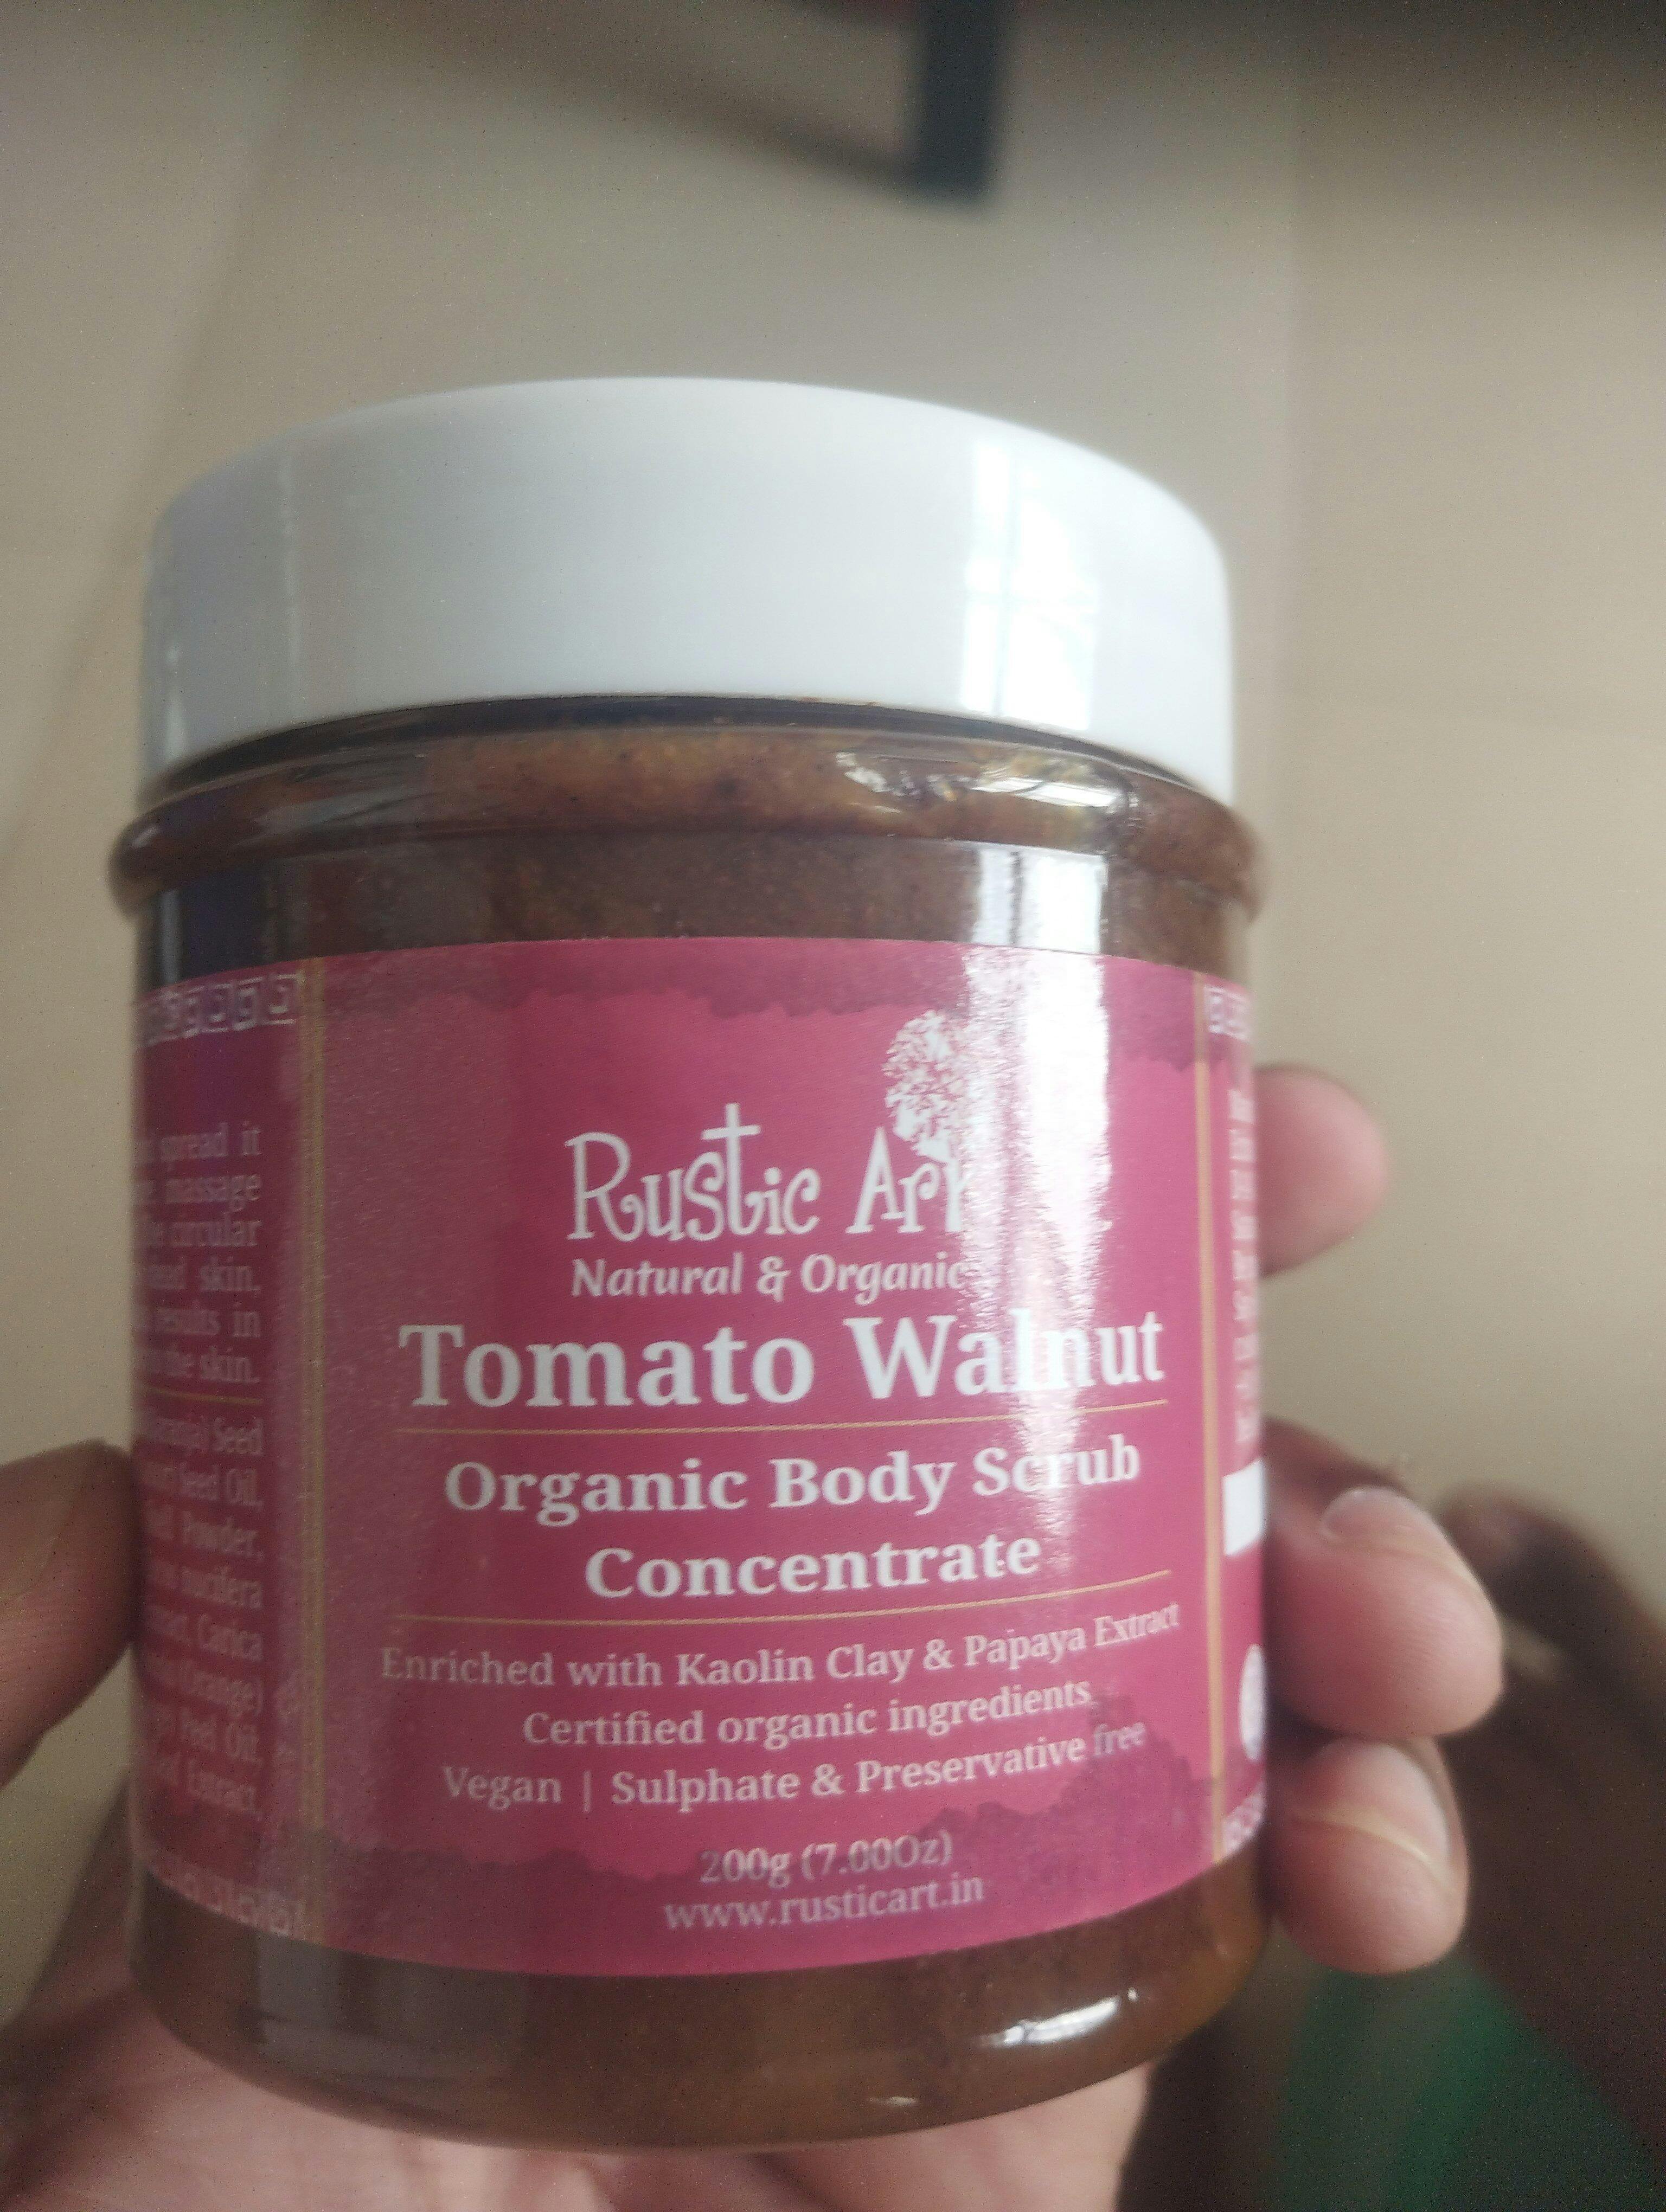 spread it
massage
circular
skin,
results in
the skin.
Seed
Seed Oil,
Powder,
nucifera
Carica
(Orange)
Peel Oil,
Extract,
Rustic Art
Natural & Organic
Tomato Walnut
Organic Body Scrub
Concentrate
Enriched with Kaolin Clay & Papaya Extract
Certified organic ingredients
Vegan | Sulphate & Preservative free
200g (7.00Oz)
www.rusticart.in